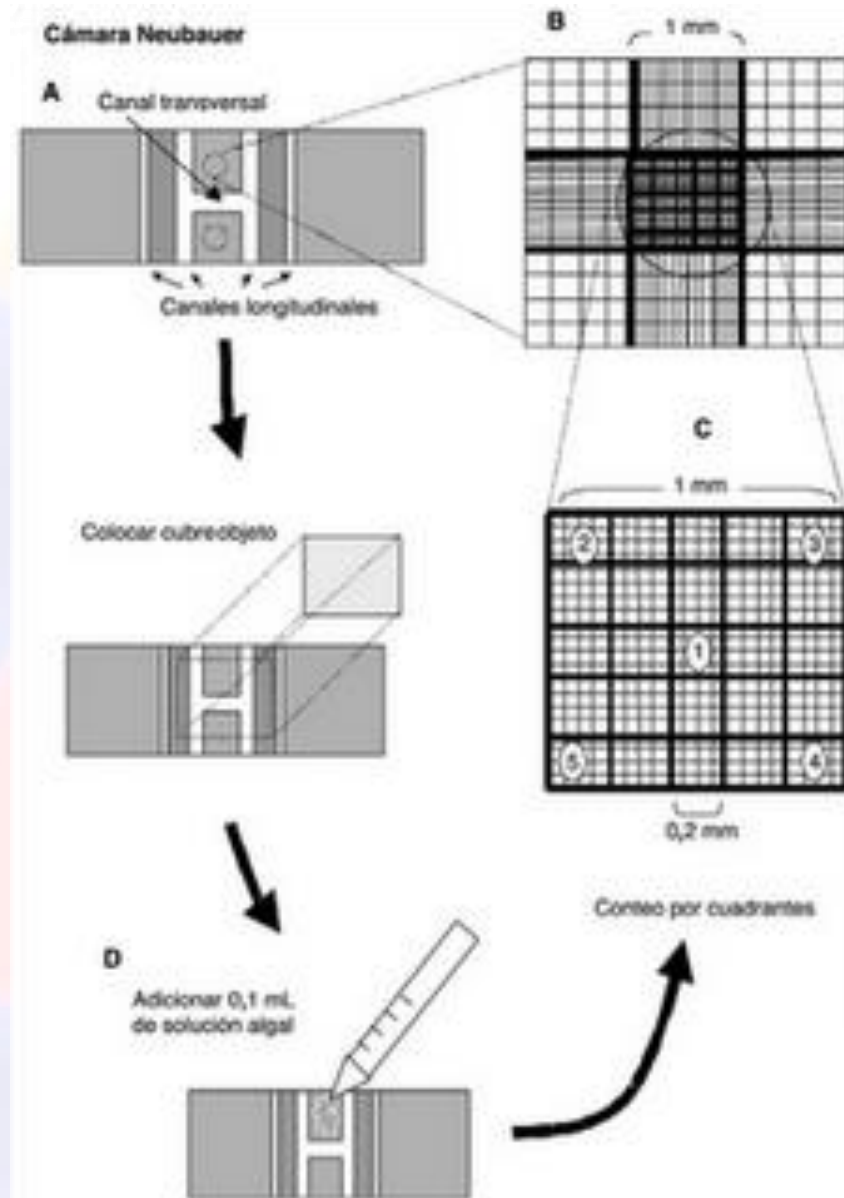 Cámara Neubauer
A
Canal transversal
Canales longitudinales
B
1 mm
C
1 mm
2
3
1
5
4
0,2 mm
Colocar cubreobjeto
Conteo por cuadrantes
D
Adicionar 0,1 mL
de solución algal